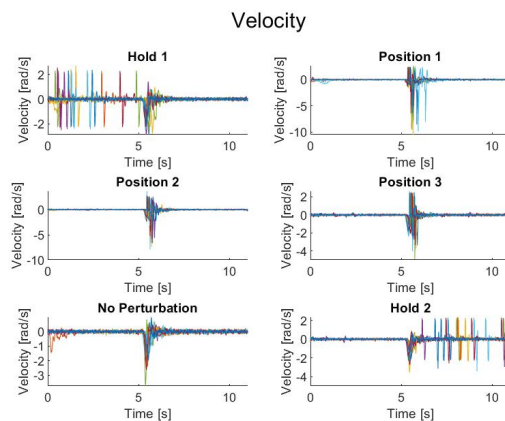 Velocity
Hold 1
Velocity [rad/s]
2
0
-2
0
5
10
Time [s]
Position 1
Velocity [rad/s]
0
-5
-10
0
5
10
Time [s]
Position 2
Velocity [rad/s]
0
-5
-10
0
5
10
Time [s]
Position 3
Velocity [rad/s]
2
0
-2
-4
0
5
10
Time [s]
No Perturbation
Velocity [rad/s]
0
-1
-2
-3
0
5
10
Time [s]
Hold 2
Velocity [rad/s]
2
0
-2
-4
0
5
10
Time [s]